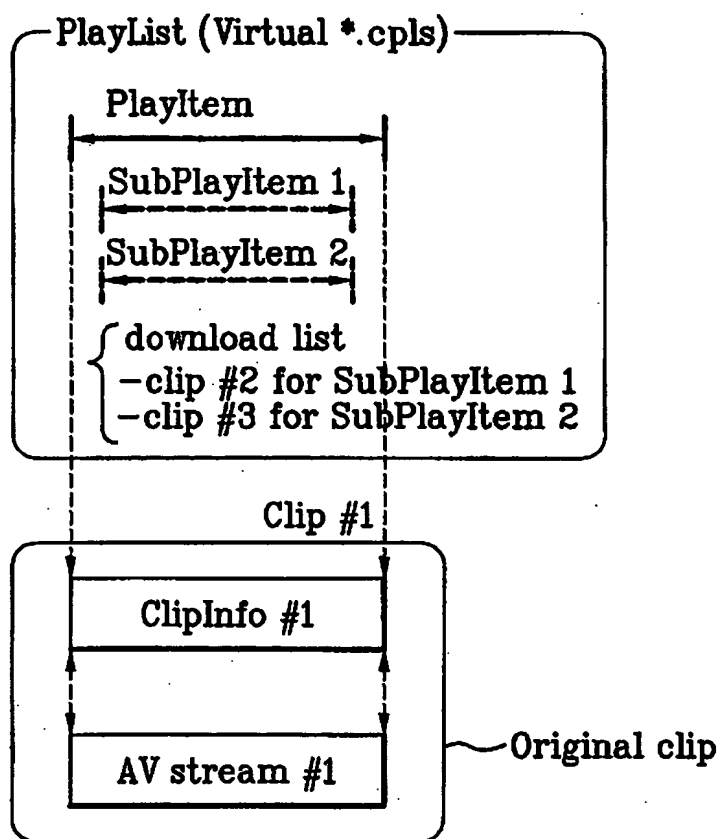 PlayList (Virtual *.cpls)
PlayItem
SubPlayItem 1
SubPlayItem 2
download list
-clip #2 for SubPlayItem 1
-clip #3 for SubPlayItem 2
Clip #1
ClipInfo #1
AV stream #1
Original clip